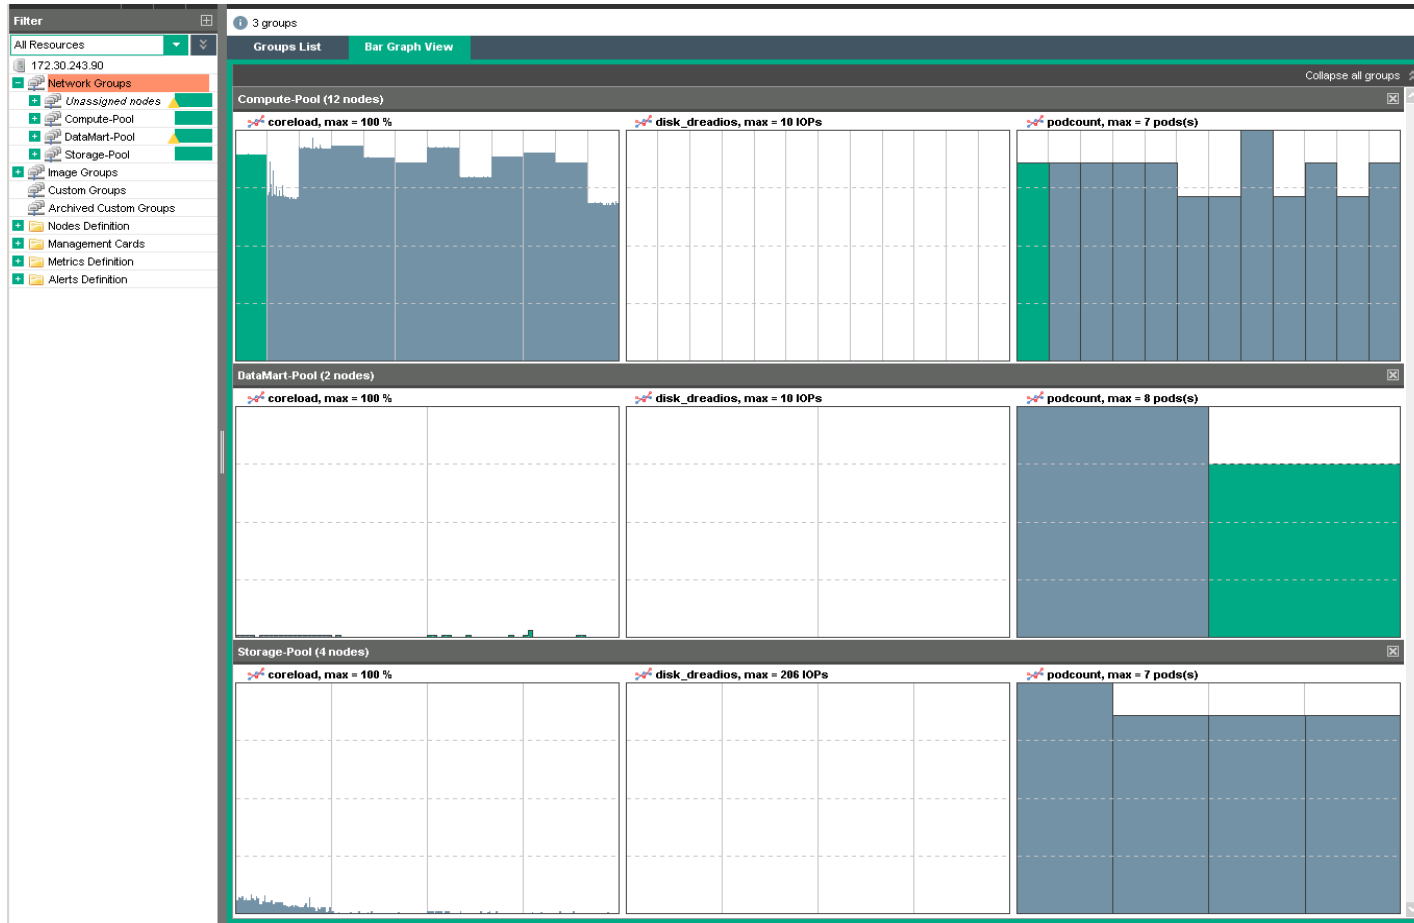 Filter
All Resources
172.30.243.90
Network Groups
Unassigned nodes
Compute-Pool
DataMart-Pool
Storage-Pool
Image Groups
Custom Groups
Archived Custom Groups
Nodes Definition
Management Cards
Metrics Definition
Alerts Definition
3 groups
Groups List
Bar Graph View
Collapse all groups
Compute-Pool (12 nodes)
coreload, max = 100 %
disk_dreadios, max = 10 IOPs
podcount, max = 7 pods(s)
DataMart-Pool (2 nodes)
coreload, max = 100 %
disk_dreadios, max = 10 IOPs
podcount, max = 8 pods(s)
Storage-Pool (4 nodes)
coreload, max = 100 %
disk_dreadios, max = 206 IOPs
podcount, max = 7 pods(s)